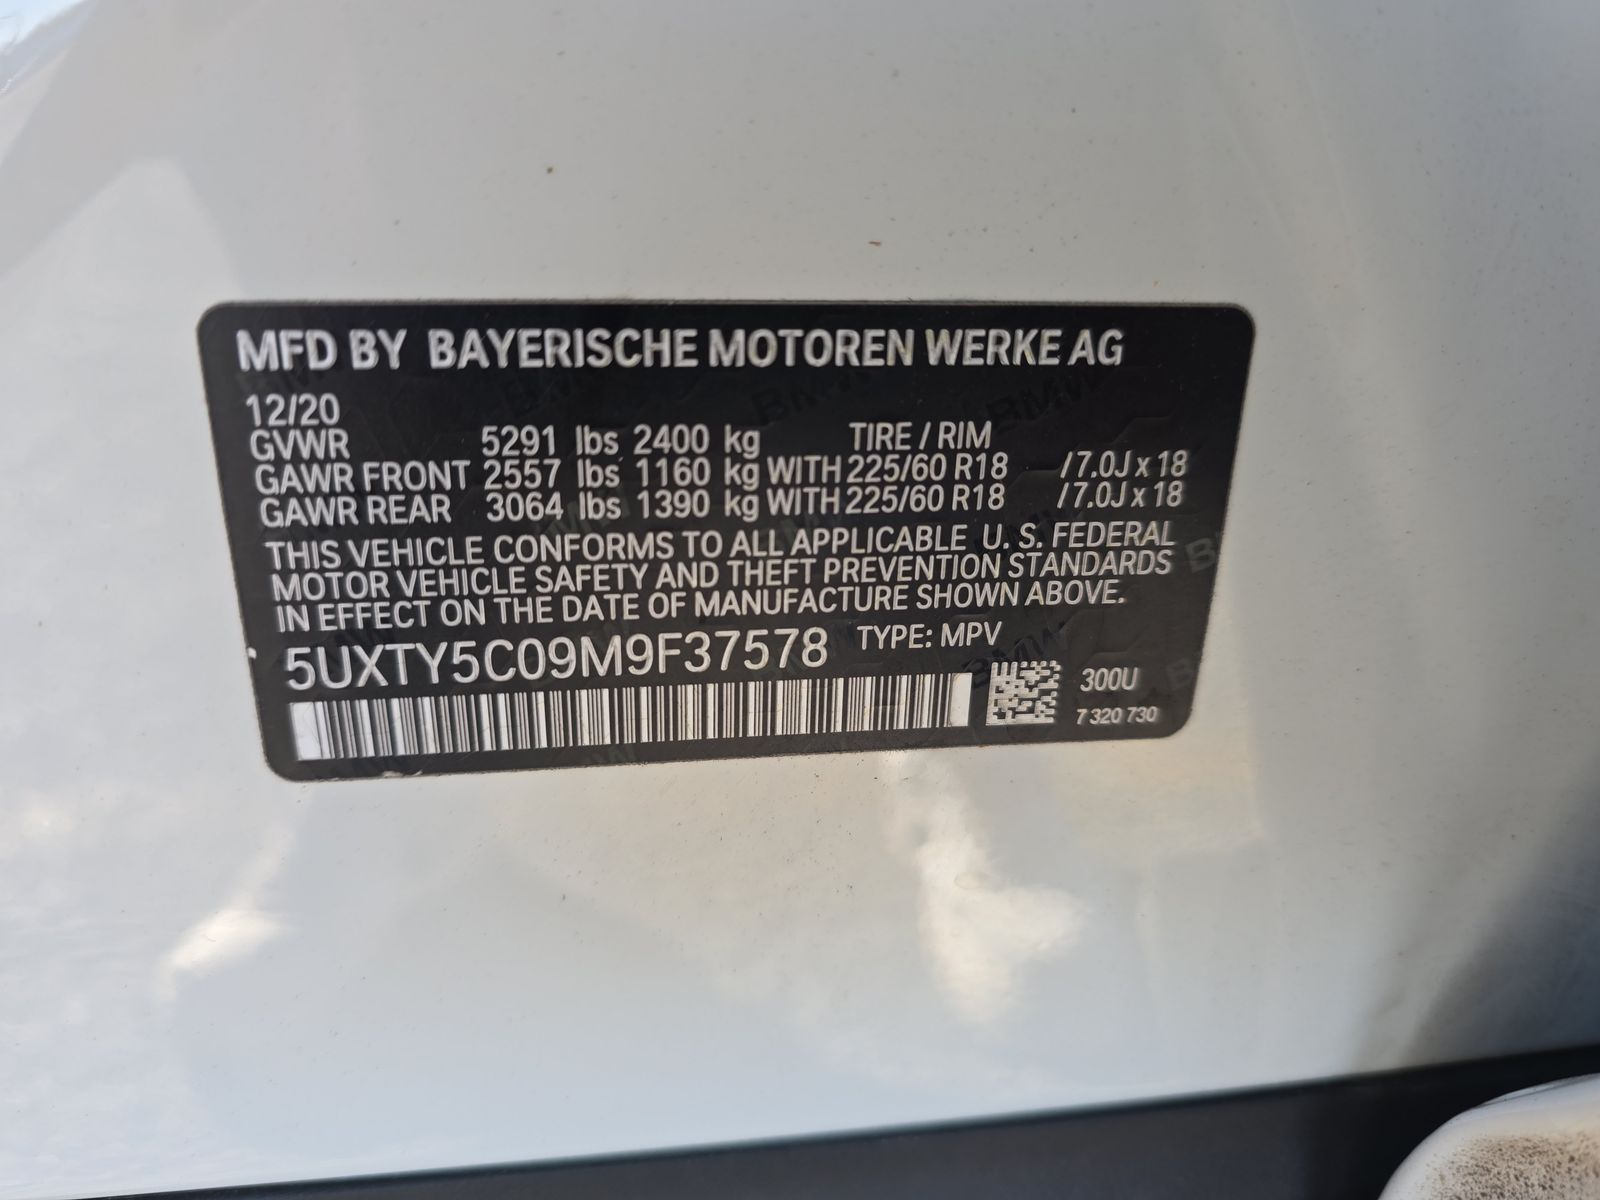 MFD BY BAYERISCHE MOTOREN WERKE AG
12/20
GVWR 5291 lbs 2400 kg TIRE / RIM
GAWR FRONT 2557 lbs 1160 kg WITH 225/60 R18 /7.0J x 18
GAWR REAR 3064 lbs 1390 kg WITH 225/60 R18 /7.0J x 18
THIS VEHICLE CONFORMS TO ALL APPLICABLE U. S. FEDERAL
MOTOR VEHICLE SAFETY AND THEFT PREVENTION STANDARDS
IN EFFECT ON THE DATE OF MANUFACTURE SHOWN ABOVE.
5UXTY5C09M9F37578 TYPE: MPV
300U
7 320 730